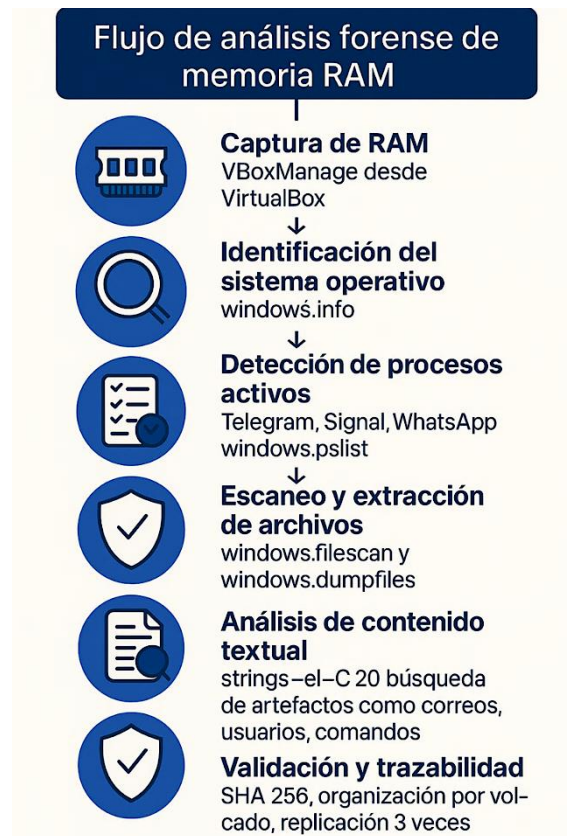 Flujo de análisis forense de
memoria RAM
Captura de RAM
VBoxManage desde
VirtualBox
Identificación del
sistema operativo
windowś.info
Detección de procesos
activos
Telegram, Signal, WhatsApp
windows.pslist
Escaneo y extracción
de archivos
windows.filescan y
windows.dumpfiles
Análisis de contenido
textual
strings–el–C 20 búsqueda
de artefactos como correos,
usuarios, comandos
Validación y trazabilidad
SHA 256, organización por vol-
cado, replicación 3 veces